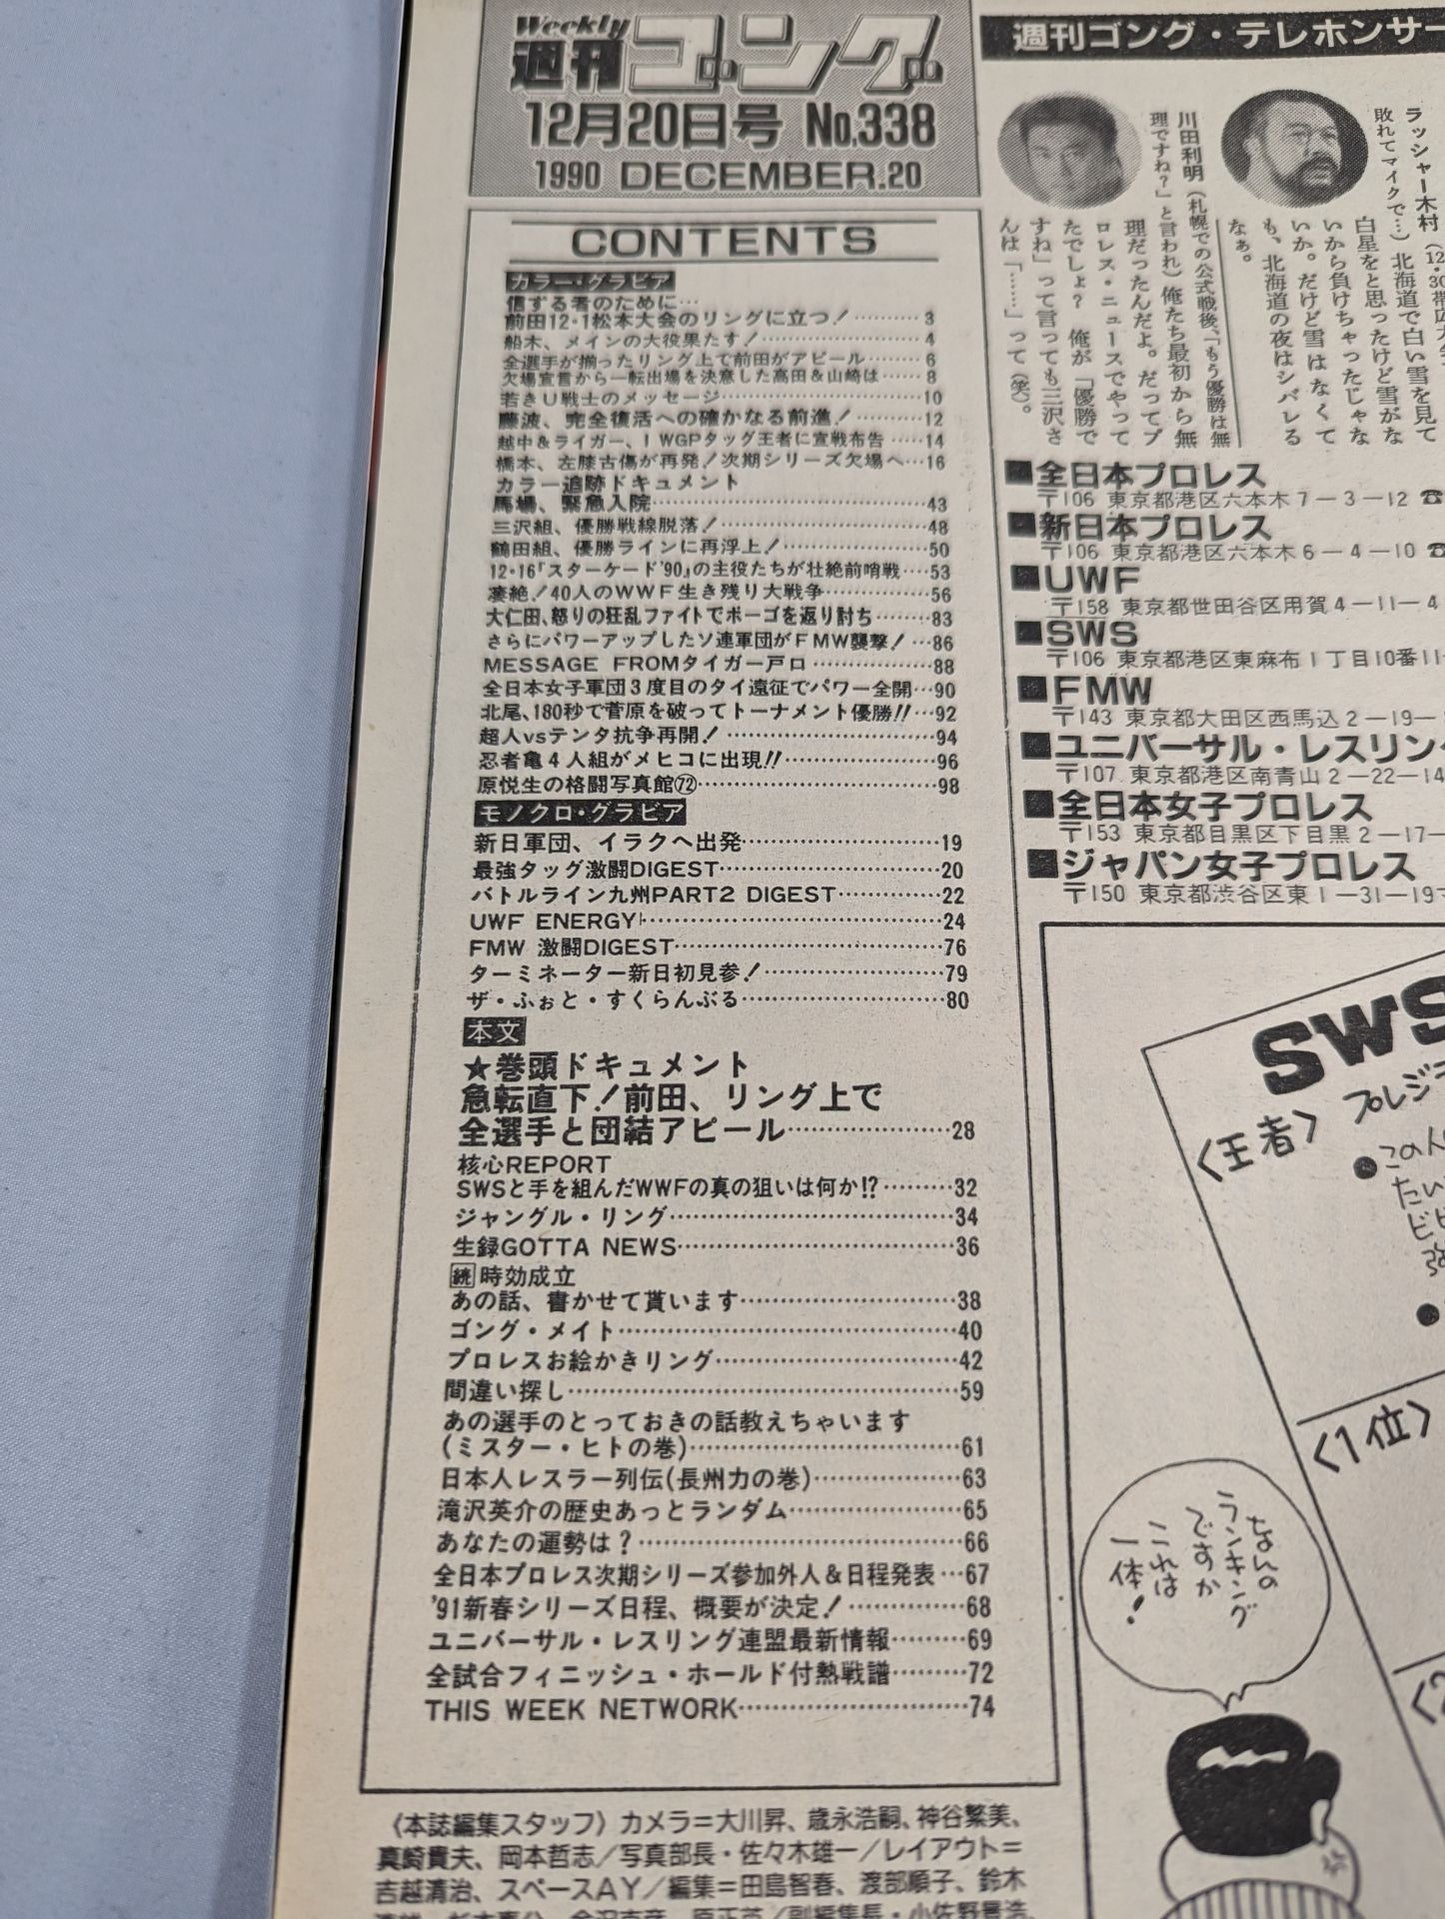 Weekly
週刊ゴング
12月20日号 No.338
1990 DECEMBER.20
CONTENTS
カラー・グラビア
信ずる者のために…
前田12・1松本大会のリングに立つ!…………3
船木、メインの大役果たす!…………4
全選手が揃ったリング上で前田がアピール………6
欠場宣言から一転出場を決意した高田&山崎は……8
若きU戦士のメッセージ…………10
藤波、完全復活への確かなる前進!…………12
越中&ライガー、IWGPタッグ王者に宣戦布告……14
橋本、左膝古傷が再発!次期シリーズ欠場へ…16
カラー追跡ドキュメント
馬場、緊急入院…………43
三沢組、優勝戦線脱落!…………48
鶴田組、優勝ラインに再浮上!…………50
12・16「スターケード'90」の主役たちが壮絶前哨戦…53
凄絶!40人のWWF生き残り大戦争…………56
大仁田、怒りの狂乱ファイトでボーゴを返り討ち………83
さらにパワーアップしたソ連軍団がFMW襲撃!…86
MESSAGE FROMタイガー戸口…………88
全日本女子軍団3度目のタイ遠征でパワー全開…90
北尾、180秒で菅原を破ってトーナメント優勝!!…92
超人vsテンタ抗争再開!…………94
忍者亀4人組がメヒコに出現!!…………96
原悦生の格闘写真館72…………98
モノクロ・グラビア
新日軍団、イラクへ出発…………19
最強タッグ激闘DIGEST…………20
バトルライン九州PART2 DIGEST…………22
UWF ENERGY…………24
FMW 激闘DIGEST…………76
ターミネーター新日初見参!…………79
ザ・ふぉと・すくらんぶる…………80
本文
★巻頭ドキュメント
急転直下!前田、リング上で
全選手と団結アピール…………28
核心REPORT
SWSと手を組んだWWFの真の狙いは何か!?………32
ジャングル・リング…………34
生録GOTTA NEWS…………36
続時効成立
あの話、書かせて貰います…………38
ゴング・メイト…………40
プロレスお絵かきリング…………42
間違い探し…………59
あの選手のとっておきの話教えちゃいます
(ミスター・ヒトの巻)…………61
日本人レスラー列伝(長州力の巻)…………63
滝沢英介の歴史あっとランダム…………65
あなたの運勢は?…………66
全日本プロレス次期シリーズ参加外人&日程発表…67
'91新春シリーズ日程、概要が決定!…………68
ユニバーサル・レスリング連盟最新情報………69
全試合フィニッシュ・ホールド付熱戦譜………72
THIS WEEK NETWORK…………74
〈本誌編集スタッフ〉カメラ=大川昇、歳永浩嗣、神谷繁美、
真崎貴夫、岡本哲志/写真部長・佐々木雄一/レイアウト=
吉越清治、スペースAY/編集=田島智春、渡部順子、鈴木
週刊ゴング・テレホンサー
ラッシャー木村
敗れてマイクで…)北海道で白い雪を見て
白星をと思ったけど雪がな
いから負けちゃったじゃな
いか。だけど雪はなくて
も、北海道の夜はシバレる
なぁ。
川田利明(札幌での公式戦後、「もう優勝は無
理ですね?」と言われ)俺たち最初から無
理だったんだよ。だってプ
ロレス・ニュースでやって
たでしょ? 俺が「優勝で
すね」って言っても三沢さ
んは「……」って(笑)。
■全日本プロレス
〒106 東京都港区六本木7-3-12 ☎
■新日本プロレス
〒106 東京都港区六本木6-4-10 ☎
■UWF
〒158 東京都世田谷区用賀4-11-4
■SWS
〒106 東京都港区東麻布1丁目10番11
■FMW
〒143 東京都大田区西馬込2-19-
■ユニバーサル・レスリング
〒107 東京都港区南青山2-22-14
■全日本女子プロレス
〒153 東京都目黒区下目黒2-17-
■ジャパン女子プロレス
〒150 東京都渋谷区東1-31-19
SWS
〈王者〉プレジ
〈1位〉
なんの
ランキング
ですか
これは
一体!